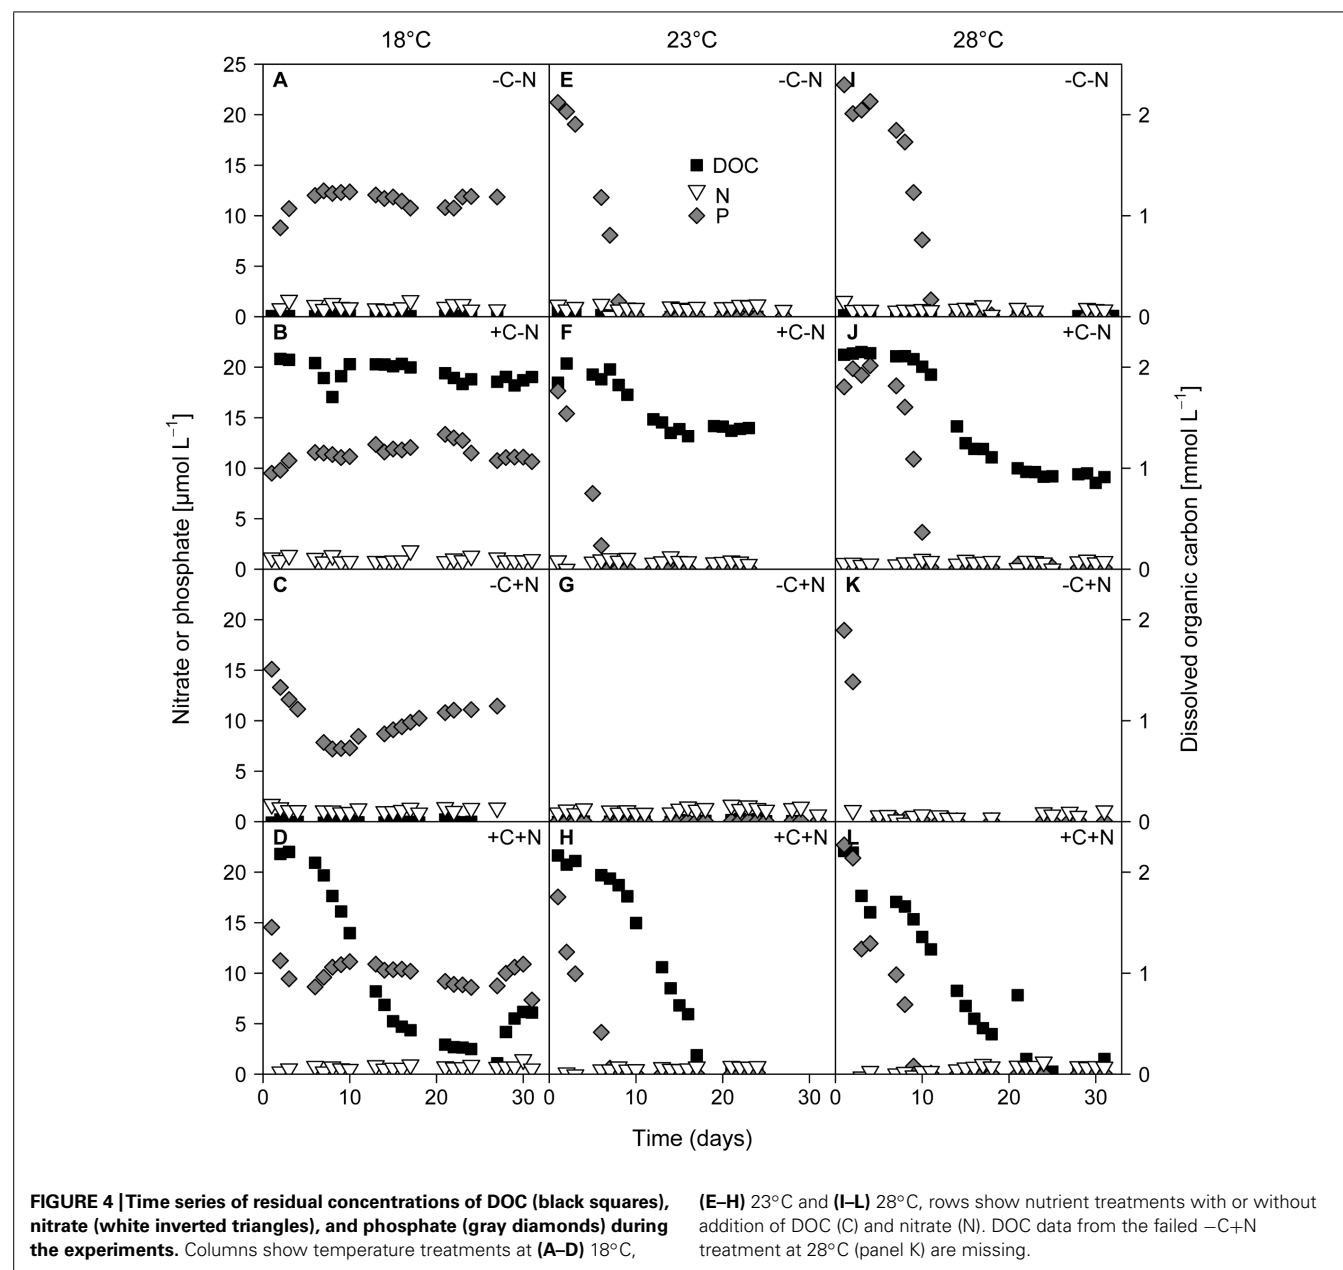 18°C 23°C 28°C
A -C-N E -C-N I -C-N
25
20
15
10
5
0
2
1
0
DOC
N
P
B +C-N F +C-N J +C-N
20
15
10
5
0
2
1
0
C -C+N G -C+N K -C+N
20
15
10
5
0
2
1
0
D +C+N H +C+N L +C+N
20
15
10
5
0
2
1
0
Nitrate or phosphate [µmol L⁻¹]
Dissolved organic carbon [mmol L⁻¹]
0 10 20 30 0 10 20 30 0 10 20 30
Time (days)
FIGURE 4 | Time series of residual concentrations of DOC (black squares),
nitrate (white inverted triangles), and phosphate (gray diamonds) during
the experiments. Columns show temperature treatments at (A–D) 18°C,
(E–H) 23°C and (I–L) 28°C, rows show nutrient treatments with or without
addition of DOC (C) and nitrate (N). DOC data from the failed −C+N
treatment at 28°C (panel K) are missing.